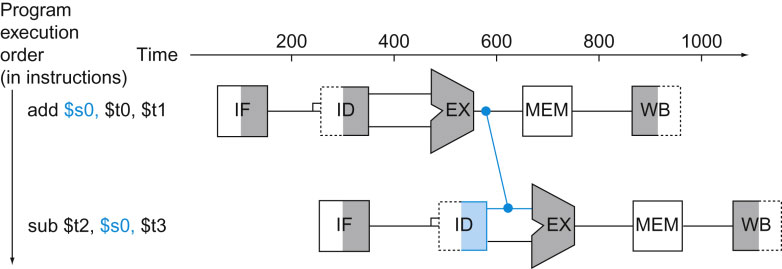 Program
execution
order
(in instructions)
Time
200 400 600 800 1000
add $s0, $t0, $t1
IF ID EX MEM WB
sub $t2, $s0, $t3
IF ID EX MEM WB